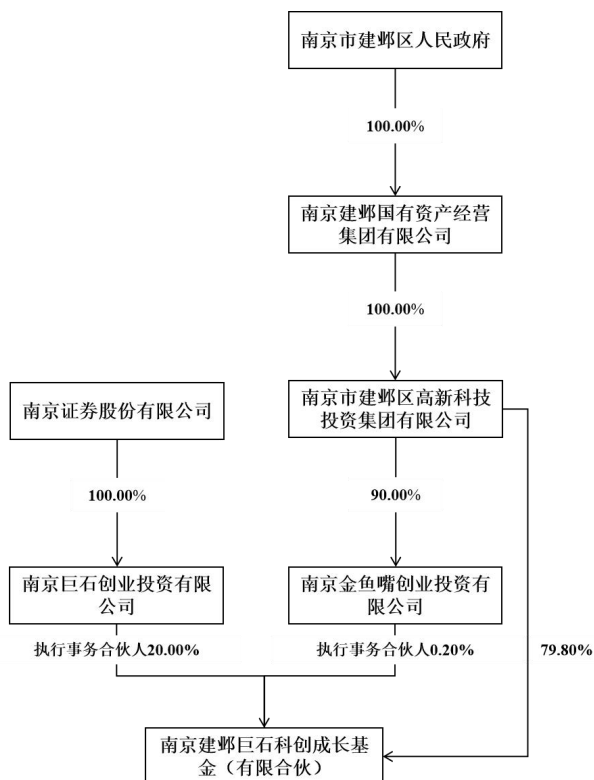 南京市建邺区人民政府
100.00%
南京建邺国有资产经营
集团有限公司
100.00%
南京证券股份有限公司
南京市建邺区高新科技
投资集团有限公司
100.00%
90.00%
南京巨石创业投资有限
公司
南京金鱼嘴创业投资有
限公司
执行事务合伙人20.00%
执行事务合伙人0.20%
79.80%
南京建邺巨石科创成长基
金（有限合伙）